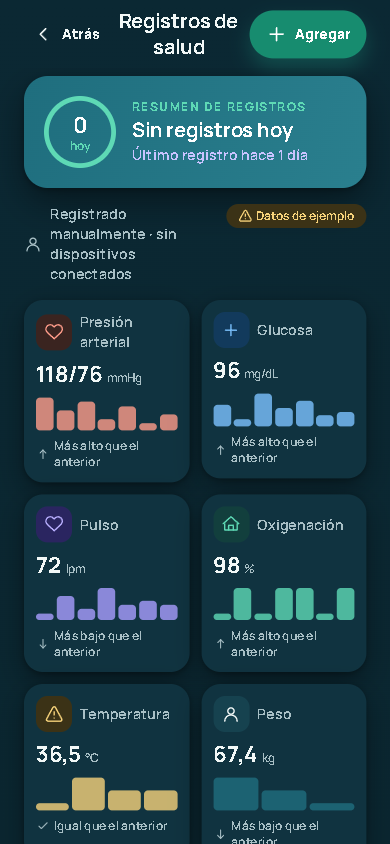 Atrás
Registros de
salud
Agregar
0
hoy
RESUMEN DE REGISTROS
Sin registros hoy
Último registro hace 1 día
Registrado
manualmente · sin
dispositivos
conectados
Datos de ejemplo
Presión
arterial
118/76 mmHg
Más alto que el
anterior
Glucosa
96 mg/dL
Más alto que el
anterior
Pulso
72 lpm
Más bajo que el
anterior
Oxigenación
98 %
Más alto que el
anterior
Temperatura
36,5 °C
Igual que el anterior
Peso
67,4 kg
Más bajo que el
anterior